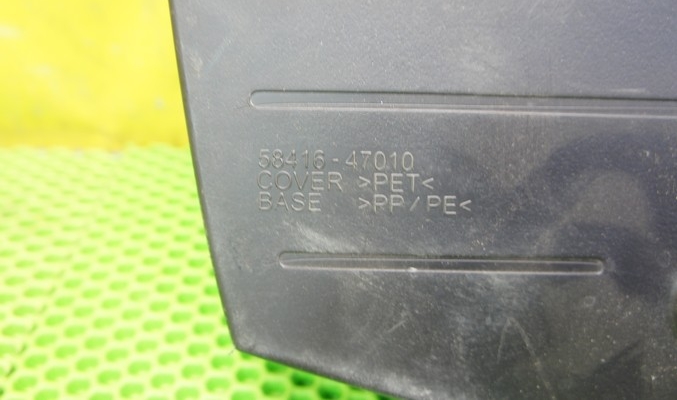 58416-47010
COVER >PET<
BASE >PP/PE<